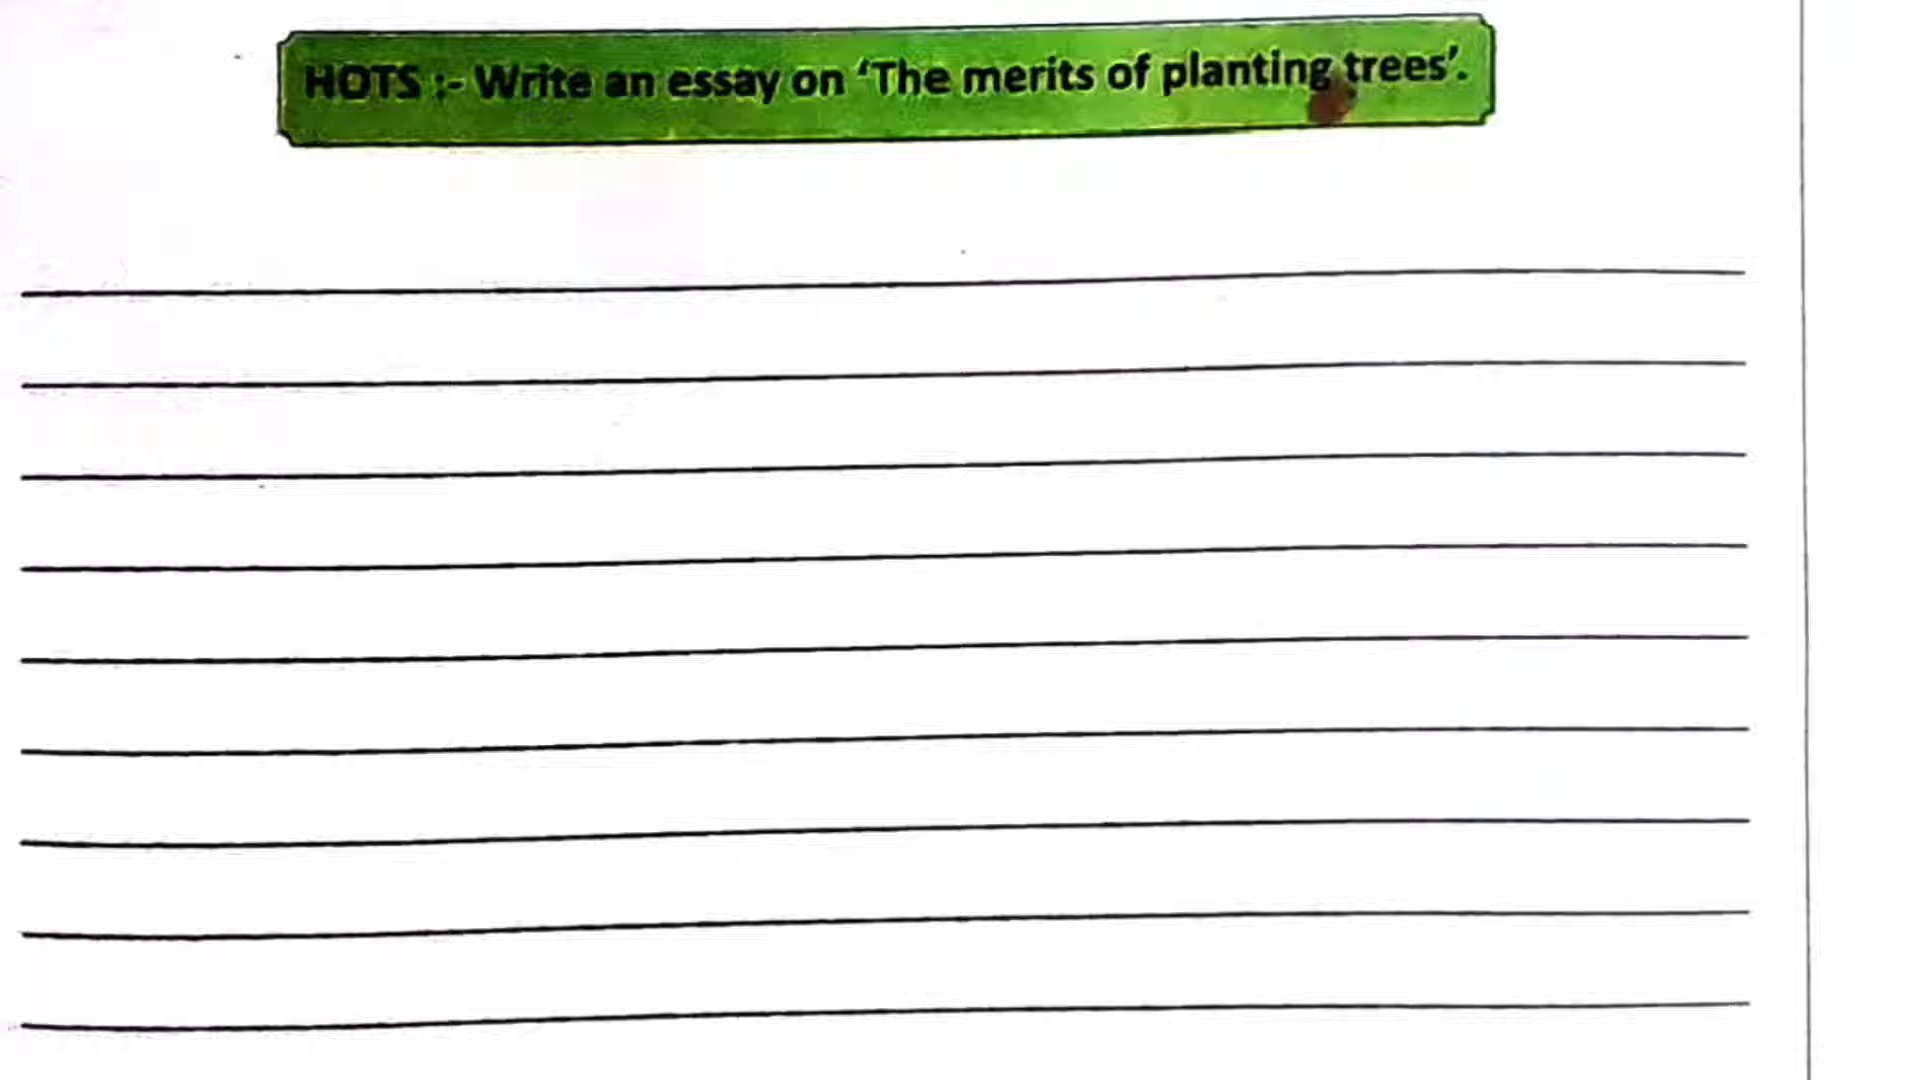 HOTS :- Write an essay on ‘The merits of planting trees’.